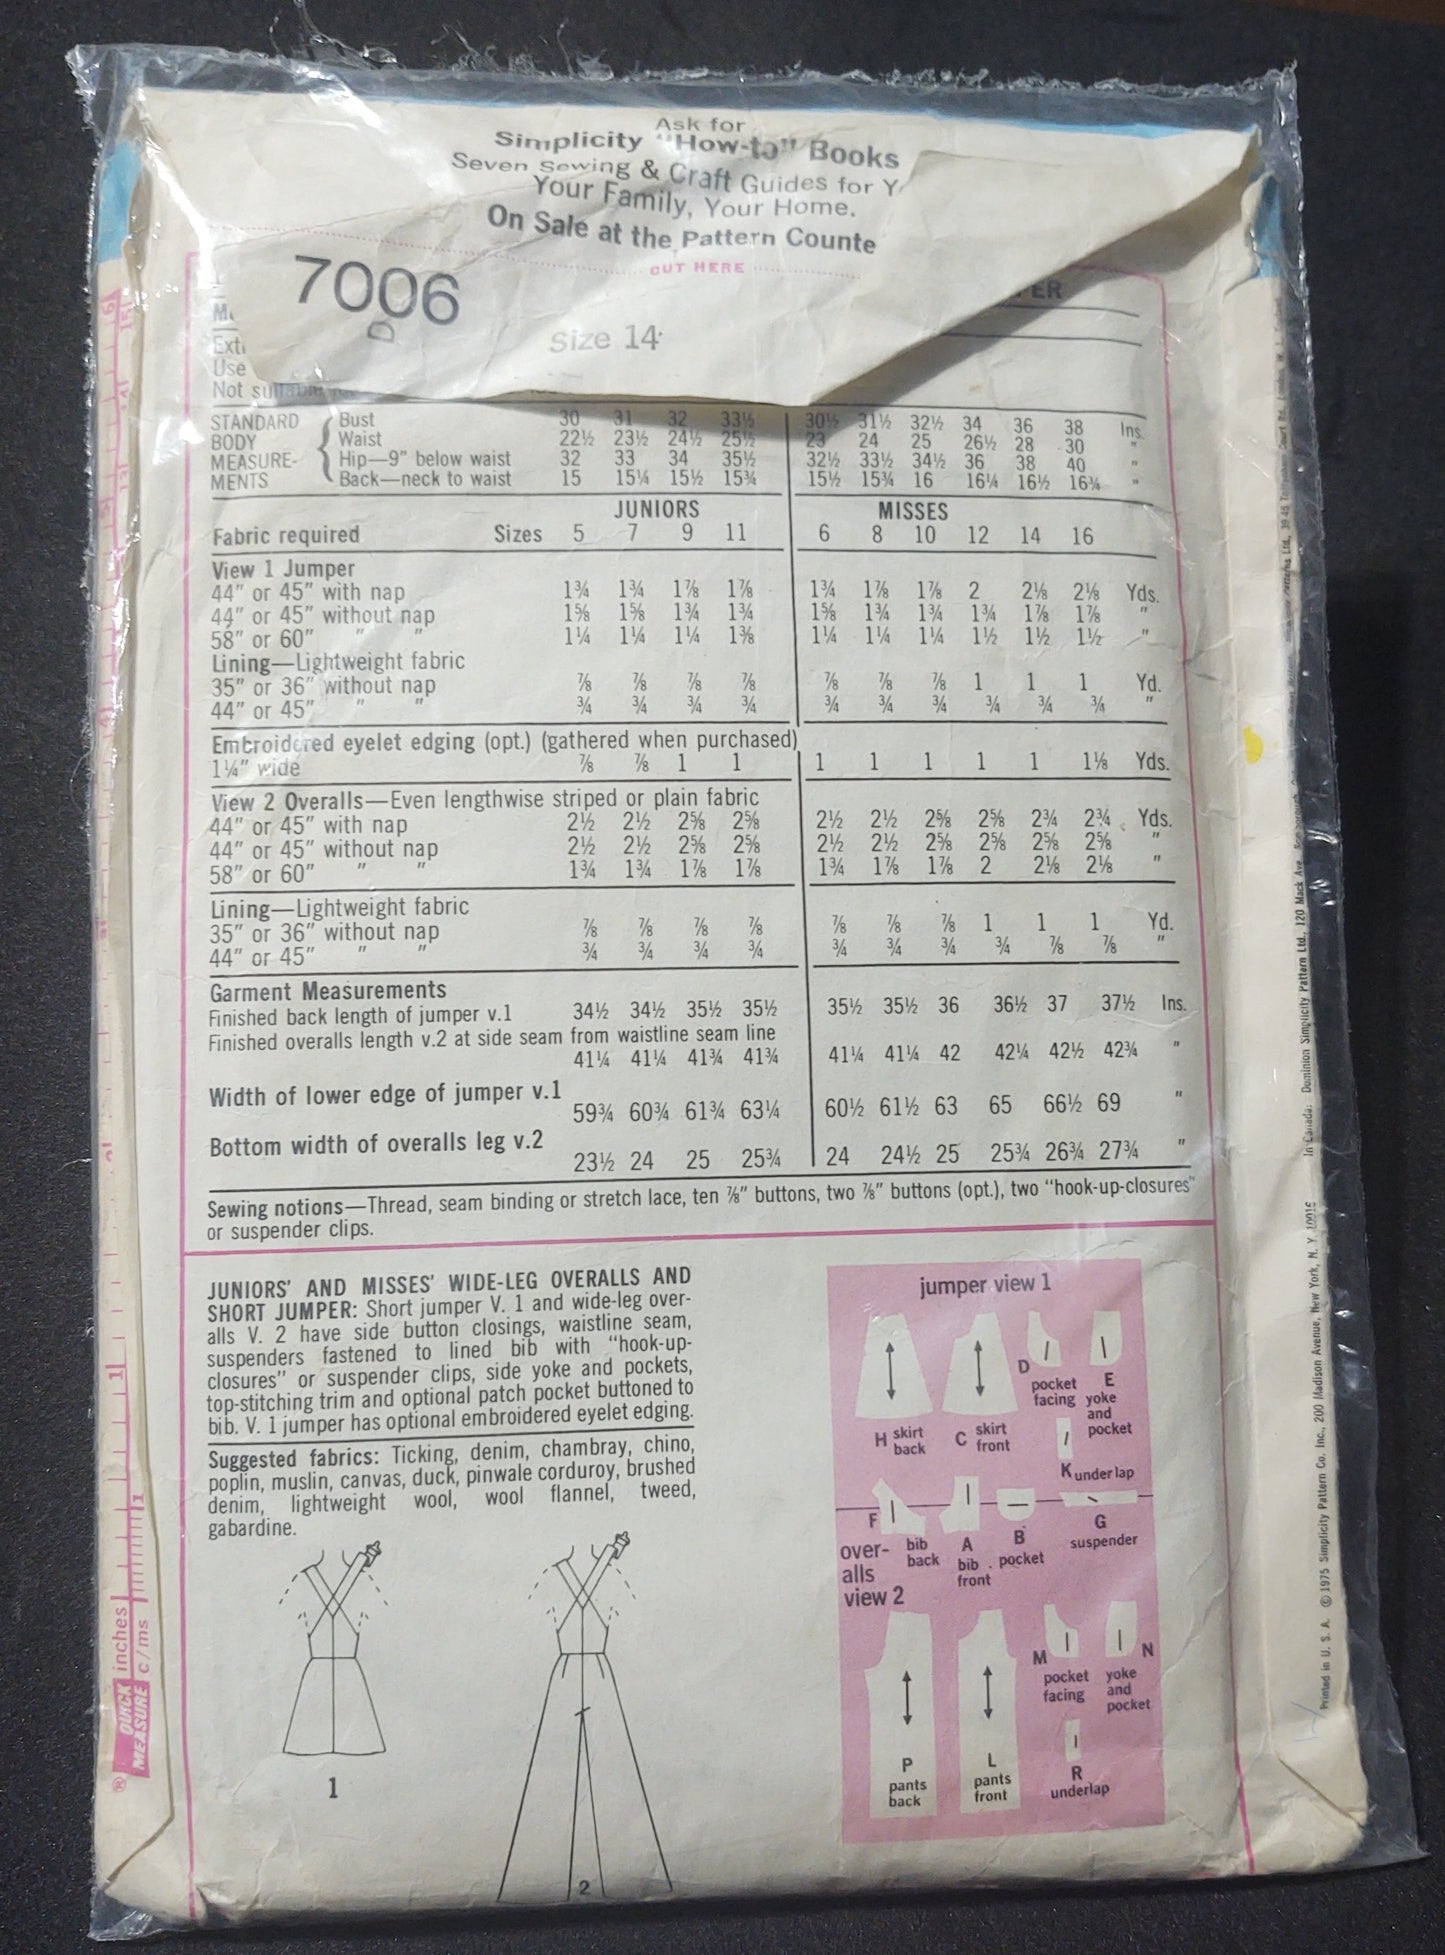 Ask for
Simplicity "How-to" Books
Seven Sewing & Craft Guides for Y
Your Family, Your Home.
On Sale at the Pattern Counte
CUT HERE
7006
D
Size 14
PER
Use
Not suitable
STANDARD BODY MEASURE-MENTS
Bust 30 31 32 33½ 30½ 31½ 32½ 34 36 38 Ins.
Waist 22½ 23½ 24½ 25½ 23 24 25 26½ 28 30 "
Hip—9" below waist 32 33 34 35½ 32½ 33½ 34½ 36 38 40 "
Back—neck to waist 15 15¼ 15½ 15¾ 15½ 15¾ 16 16¼ 16½ 16¾ "
JUNIORS MISSES
Fabric required Sizes 5 7 9 11 6 8 10 12 14 16
View 1 Jumper
44" or 45" with nap 1¾ 1¾ 1⅞ 1⅞ 1¾ 1⅞ 1⅞ 2 2⅛ 2⅛ Yds.
44" or 45" without nap 1⅝ 1⅝ 1¾ 1¾ 1⅝ 1¾ 1¾ 1¾ 1⅞ 1⅞ "
58" or 60" " " 1¼ 1¼ 1¼ 1⅜ 1¼ 1¼ 1¼ 1½ 1½ 1½ "
Lining—Lightweight fabric
35" or 36" without nap ⅞ ⅞ ⅞ ⅞ ⅞ ⅞ ⅞ 1 1 1 Yd.
44" or 45" " " ¾ ¾ ¾ ¾ ¾ ¾ ¾ ¾ ¾ ¾ "
Embroidered eyelet edging (opt.) (gathered when purchased)
1¼" wide ⅞ ⅞ 1 1 1 1 1 1 1 1⅛ Yds.
View 2 Overalls—Even lengthwise striped or plain fabric
44" or 45" with nap 2½ 2½ 2⅝ 2⅝ 2½ 2½ 2⅝ 2⅝ 2¾ 2¾ Yds.
44" or 45" without nap 2½ 2½ 2⅝ 2⅝ 2½ 2½ 2⅝ 2⅝ 2⅝ 2⅝ "
58" or 60" " " 1¾ 1¾ 1⅞ 1⅞ 1¾ 1⅞ 1⅞ 2 2⅛ 2⅛ "
Lining—Lightweight fabric
35" or 36" without nap ⅞ ⅞ ⅞ ⅞ ⅞ ⅞ ⅞ 1 1 1 Yd.
44" or 45" " " ¾ ¾ ¾ ¾ ¾ ¾ ¾ ¾ ⅞ ⅞ "
Garment Measurements
Finished back length of jumper v.1 34½ 34½ 35½ 35½ 35½ 35½ 36 36½ 37 37½ Ins.
Finished overalls length v.2 at side seam from waistline seam line
41¼ 41¼ 41¾ 41¾ 41¼ 41¼ 42 42¼ 42½ 42¾ "
Width of lower edge of jumper v.1
59¾ 60¾ 61¾ 63¼ 60½ 61½ 63 65 66½ 69 "
Bottom width of overalls leg v.2
23½ 24 25 25¾ 24 24½ 25 25¾ 26¾ 27¾ "
Sewing notions—Thread, seam binding or stretch lace, ten ⅞" buttons, two ⅞" buttons (opt.), two "hook-up-closures"
or suspender clips.
JUNIORS' AND MISSES' WIDE-LEG OVERALLS AND
SHORT JUMPER: Short jumper V. 1 and wide-leg over-
alls V. 2 have side button closings, waistline seam,
suspenders fastened to lined bib with "hook-up-
closures" or suspender clips, side yoke and pockets,
top-stitching trim and optional patch pocket buttoned to
bib. V. 1 jumper has optional embroidered eyelet edging.
Suggested fabrics: Ticking, denim, chambray, chino,
poplin, muslin, canvas, duck, pinwale corduroy, brushed
denim, lightweight wool, wool flannel, tweed,
gabardine.
1
2
jumper view 1
H skirt back
C skirt front
D pocket facing
E yoke and pocket
K underlap
F bib back
A bib front
B pocket
G suspender
over-
alls
view 2
P pants back
L pants front
M pocket facing
N yoke and pocket
R underlap
® QUICK MEASURE inches c/ms
Printed in U. S. A. © 1975 Simplicity Pattern Co. Inc., 200 Madison Avenue, New York, N. Y. 10016 In Canada: Dominion Simplicity Pattern Ltd., 120 Mack Ave.